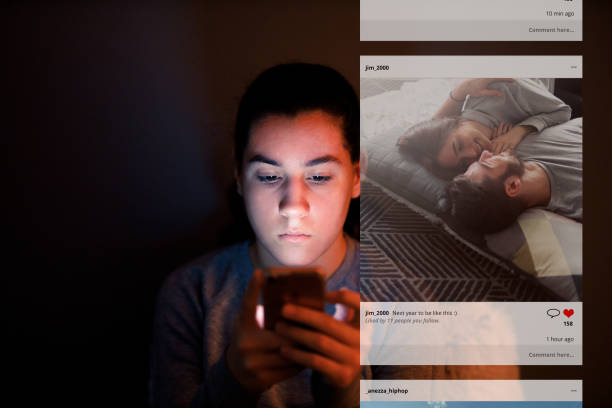 10 min ago
Comment here...
jim_2000
jim_2000 Next year to be like this :)
Liked by 11 people you follow.
158
1 hour ago
Comment here...
_anezza_hiphop